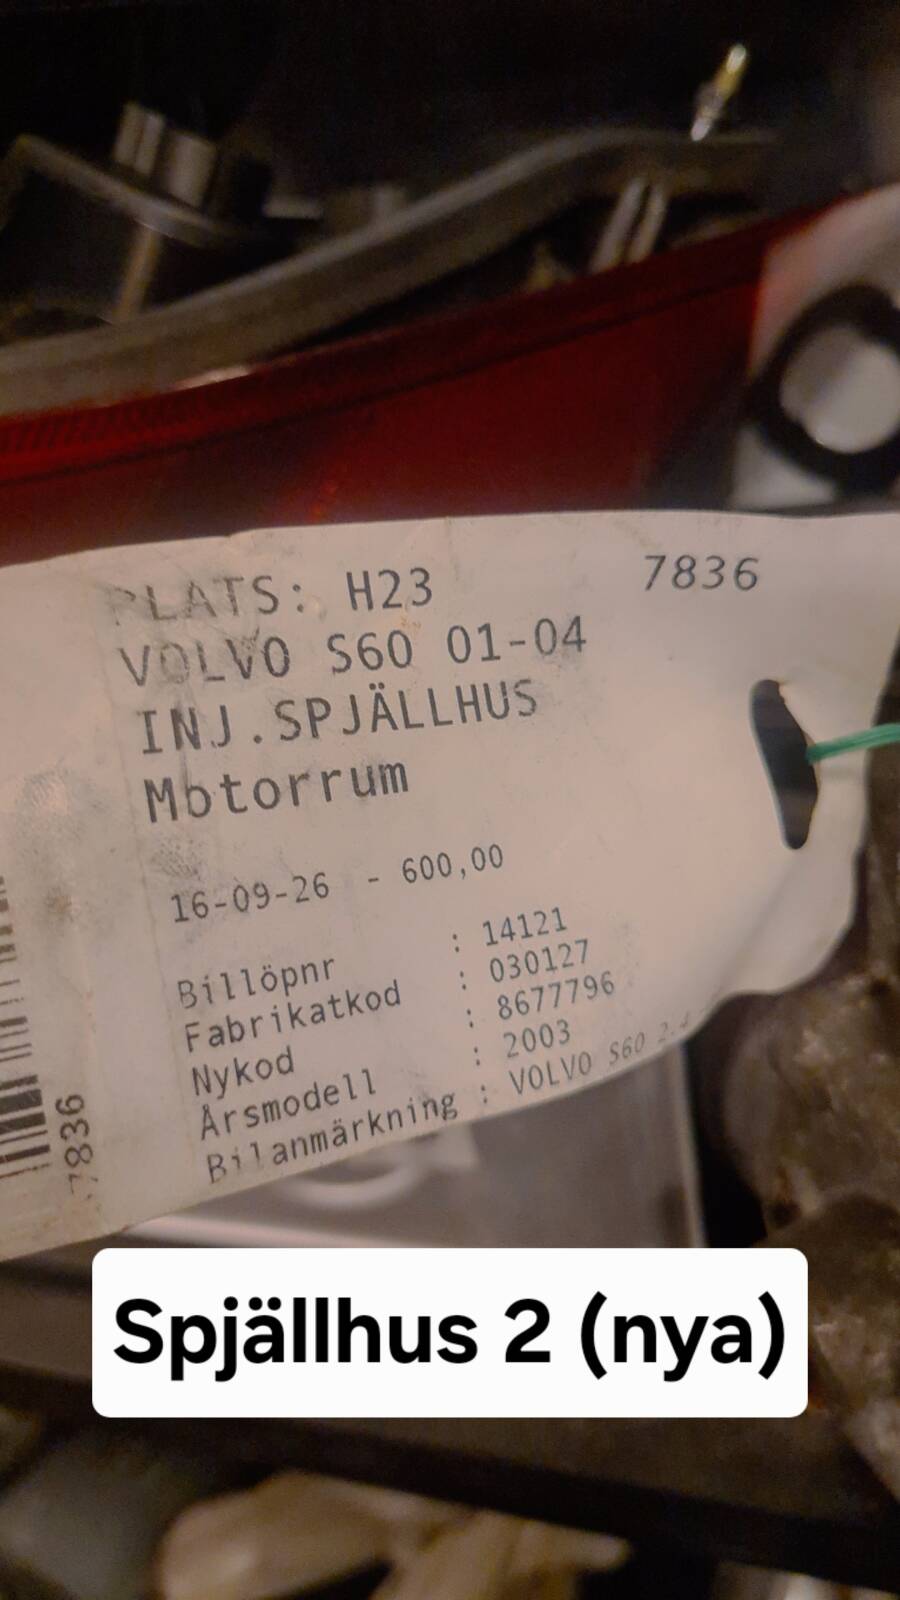 PLATS: H23 7836
VOLVO S60 01-04
INJ.SPJÄLLHUS
Motorrum
16-09-26 - 600,00
Billöpnr : 14121
Fabrikatkod : 030127
Nykod : 8677796
Årsmodell : 2003
Bilanmärkning : VOLVO S60 2.4
7836
Spjällhus 2 (nya)